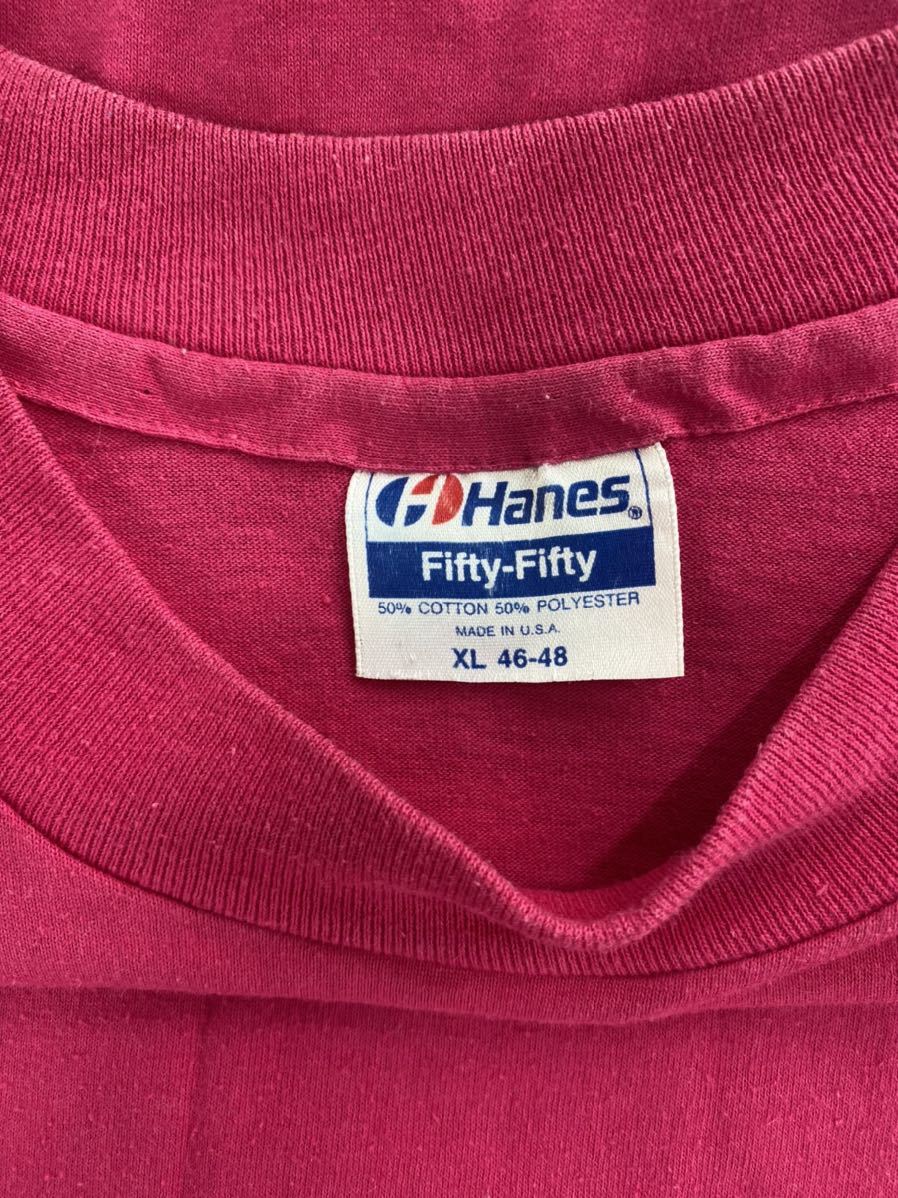 Hanes®
Fifty-Fifty
50% COTTON 50% POLYESTER
MADE IN U.S.A.
XL 46-48